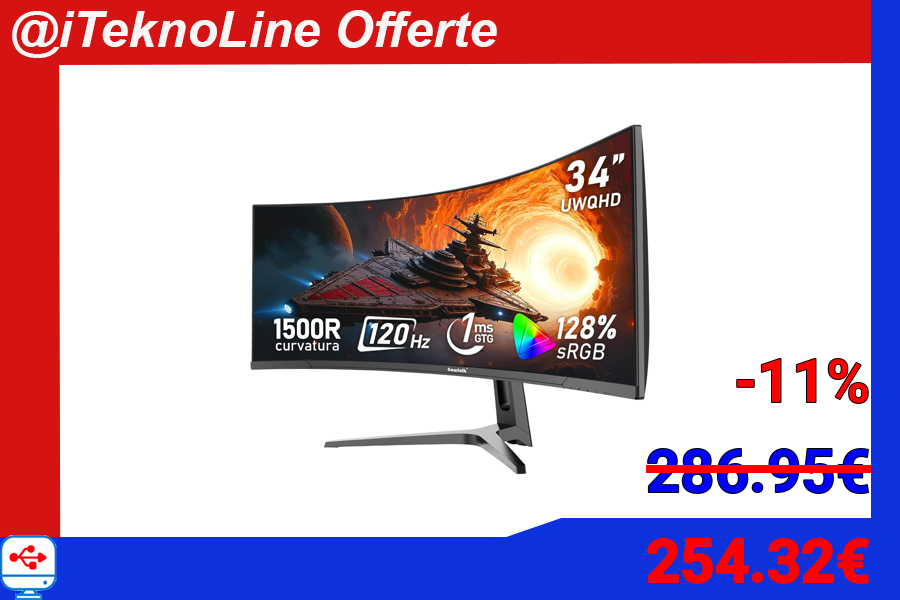 @iTeknoLine Offerte
34”
UWQHD
1500R
curvatura
120Hz
1ms
GTG
128%
sRGB
-11%
286.95€
254.32€